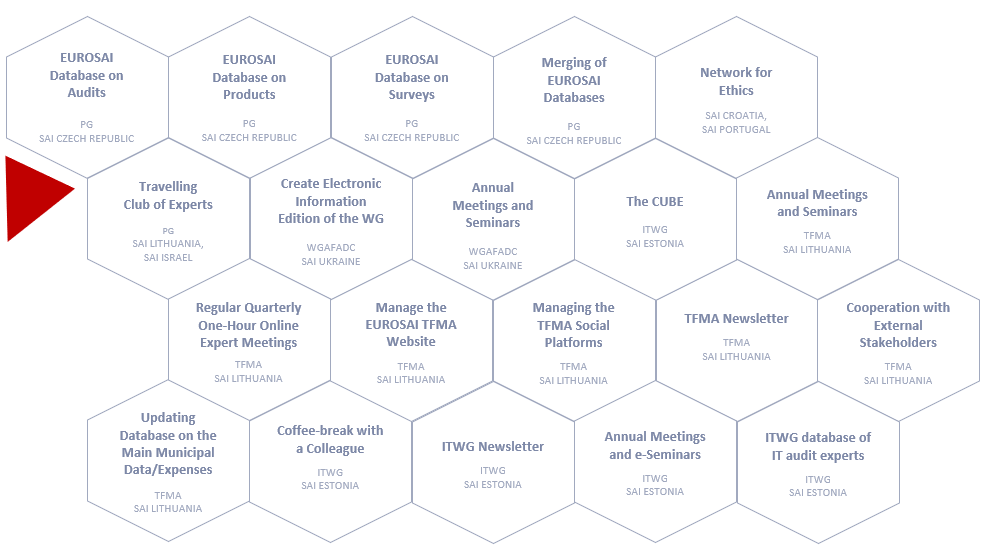 EUROSAI
Database on
Audits
PG
SAI CZECH REPUBLIC
EUROSAI
Database on
Products
PG
SAI CZECH REPUBLIC
EUROSAI
Database on
Surveys
PG
SAI CZECH REPUBLIC
Merging of
EUROSAI
Databases
PG
SAI CZECH REPUBLIC
Network for
Ethics
SAI CROATIA,
SAI PORTUGAL
Travelling
Club of Experts
PG
SAI LITHUANIA,
SAI ISRAEL
Create Electronic
Information
Edition of the WG
WGAFADC
SAI UKRAINE
Annual
Meetings and
Seminars
WGAFADC
SAI UKRAINE
The CUBE
ITWG
SAI ESTONIA
Annual Meetings
and Seminars
TFMA
SAI LITHUANIA
Regular Quarterly
One-Hour Online
Expert Meetings
TFMA
SAI LITHUANIA
Manage the
EUROSAI TFMA
Website
TFMA
SAI LITHUANIA
Managing the
TFMA Social
Platforms
TFMA
SAI LITHUANIA
TFMA Newsletter
TFMA
SAI LITHUANIA
Cooperation with
External
Stakeholders
TFMA
SAI LITHUANIA
Updating
Database on the
Main Municipal
Data/Expenses
TFMA
SAI LITHUANIA
Coffee-break with
a Colleague
ITWG
SAI ESTONIA
ITWG Newsletter
ITWG
SAI ESTONIA
Annual Meetings
and e-Seminars
ITWG
SAI ESTONIA
ITWG database of
IT audit experts
ITWG
SAI ESTONIA